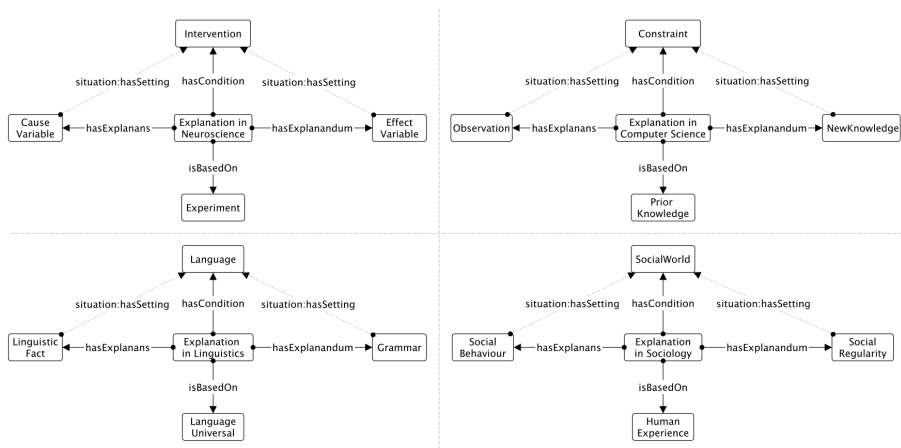 Intervention
situation:hasSetting hasCondition situation:hasSetting
Cause
Variable
hasExplanans
Explanation in
Neuroscience
hasExplanandum
Effect
Variable
isBasedOn
Experiment
Constraint
situation:hasSetting hasCondition situation:hasSetting
Observation
hasExplanans
Explanation in
Computer Science
hasExplanandum
NewKnowledge
isBasedOn
Prior
Knowledge
Language
situation:hasSetting hasCondition situation:hasSetting
Linguistic
Fact
hasExplanans
Explanation
in Linguistics
hasExplanandum
Grammar
isBasedOn
Language
Universal
SocialWorld
situation:hasSetting hasCondition situation:hasSetting
Social
Behaviour
hasExplanans
Explanation
in Sociology
hasExplanandum
Social
Regularity
isBasedOn
Human
Experience